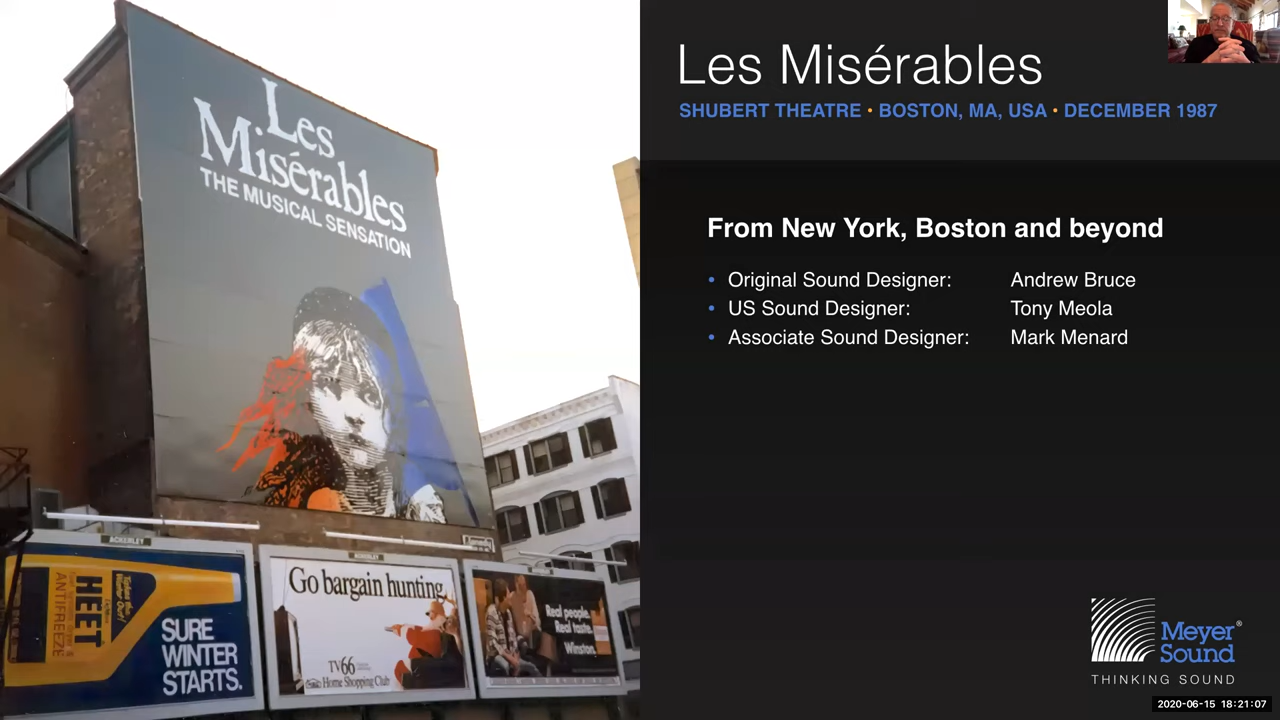 Les
Misérables
THE MUSICAL SENSATION
ACKERLEY
HEET
ANTIFREEZE
SURE
WINTER
STARTS.
ACKERLEY
Go bargain hunting.
TV66
Home Shopping Club
Real people.
Real taste.
Winston.
Les Misérables
SHUBERT THEATRE • BOSTON, MA, USA • DECEMBER 1987
From New York, Boston and beyond
• Original Sound Designer: Andrew Bruce
• US Sound Designer: Tony Meola
• Associate Sound Designer: Mark Menard
Meyer®
Sound
THINKING SOUND
2020-06-15 18:21:07